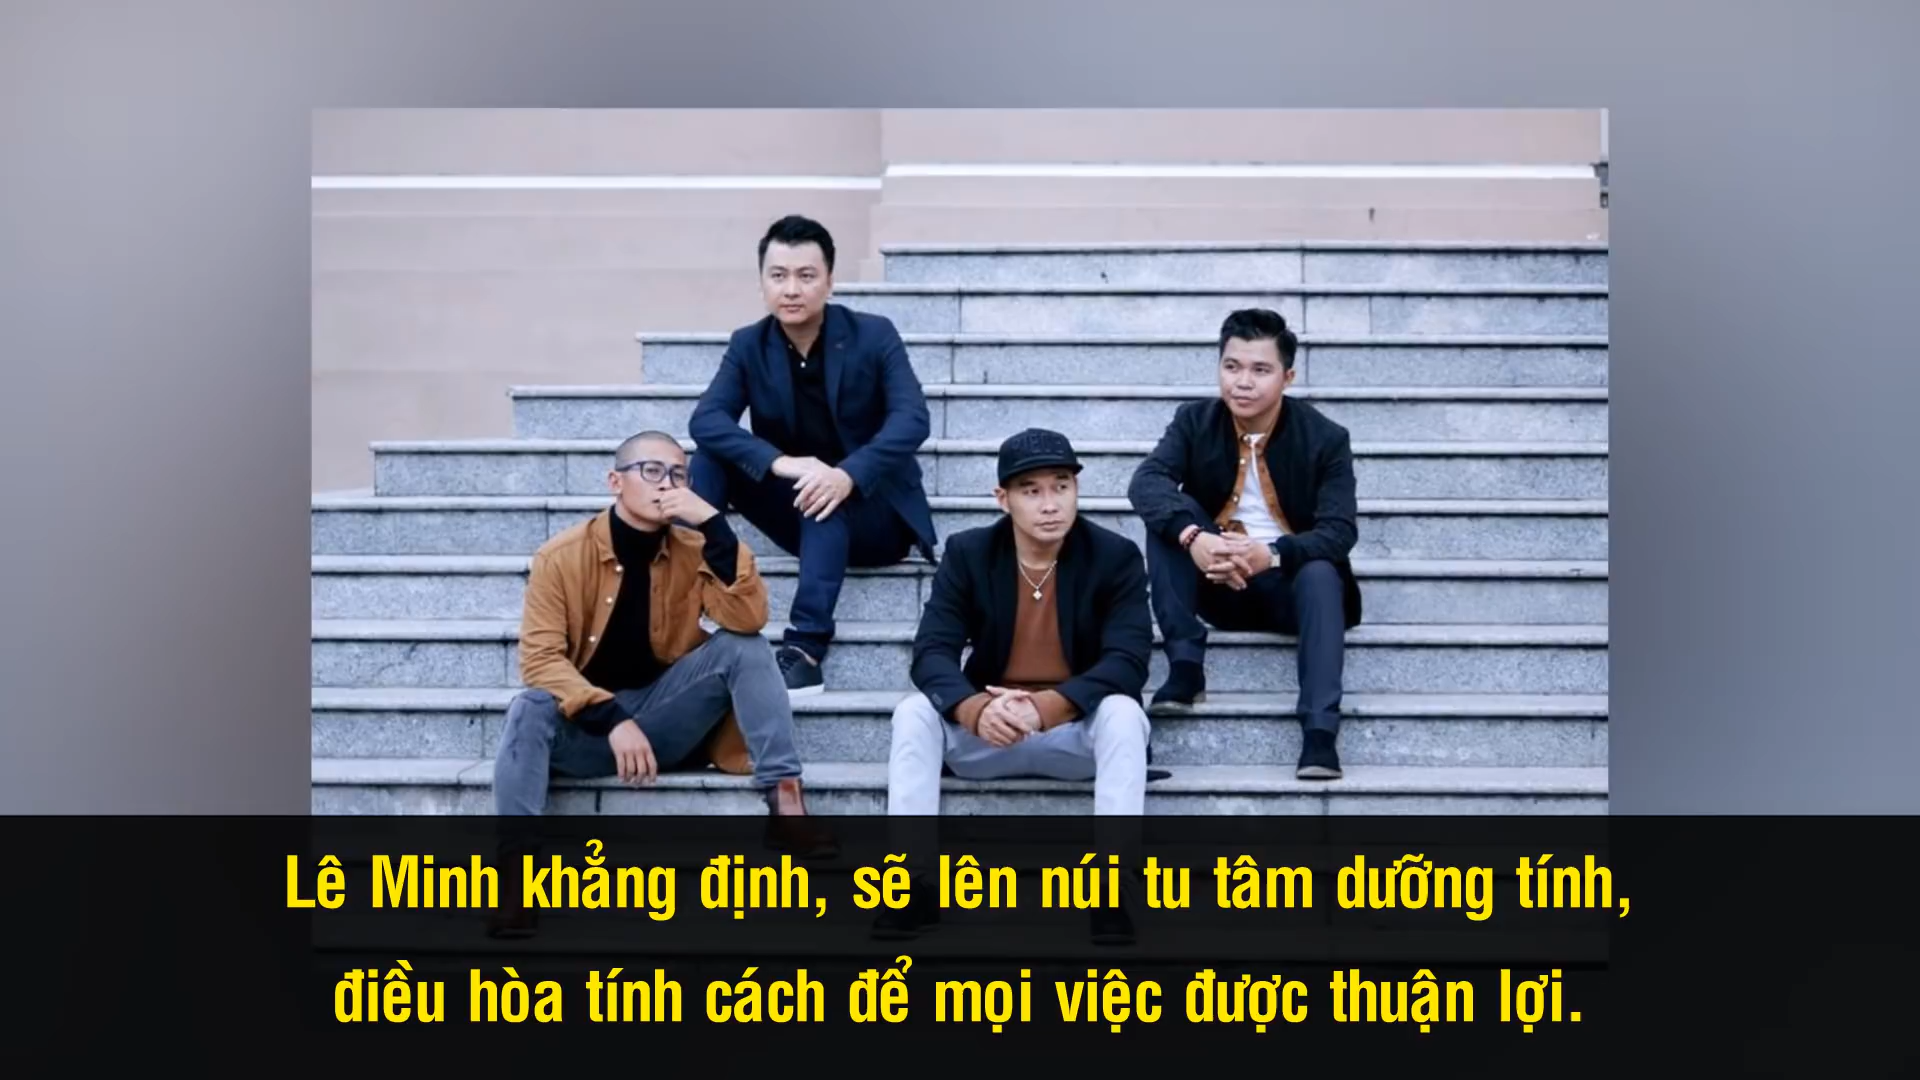 Lê Minh khẳng định, sẽ lên núi tu tâm dưỡng tính,
điều hòa tính cách để mọi việc được thuận lợi.